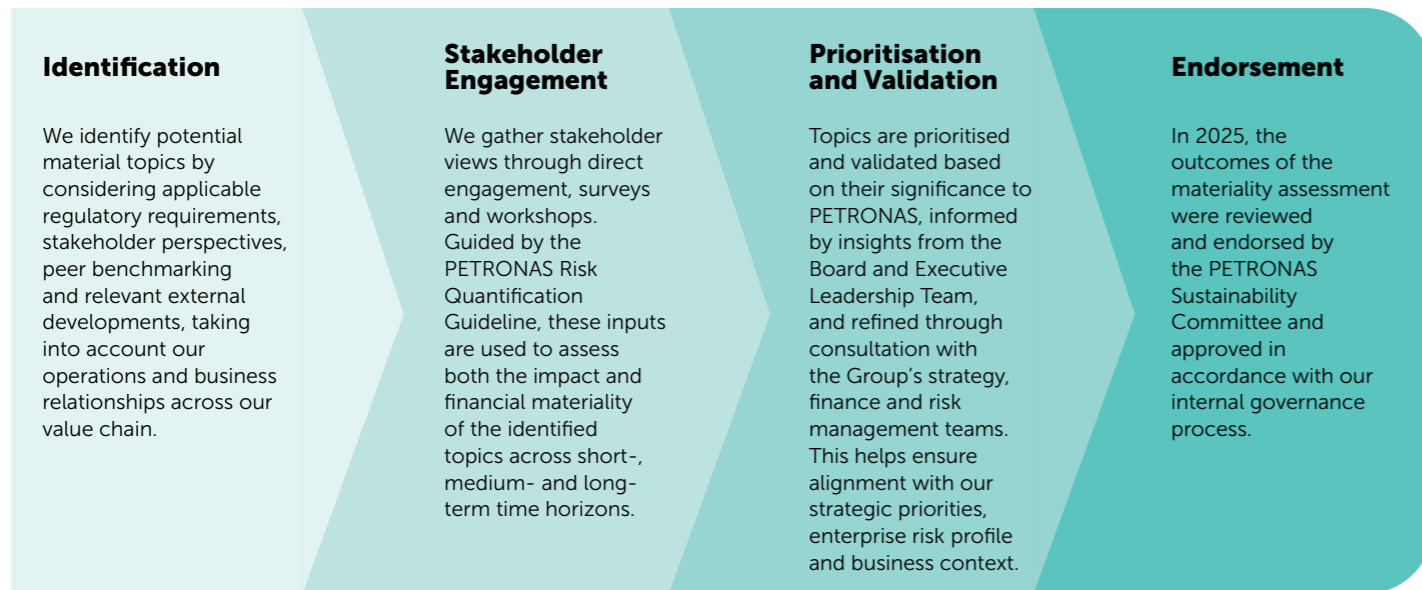 Identification
We identify potential
material topics by
considering applicable
regulatory requirements,
stakeholder perspectives,
peer benchmarking
and relevant external
developments, taking
into account our
operations and business
relationships across our
value chain.
Stakeholder
Engagement
We gather stakeholder
views through direct
engagement, surveys
and workshops.
Guided by the
PETRONAS Risk
Quantification
Guideline, these inputs
are used to assess
both the impact and
financial materiality
of the identified
topics across short-,
medium- and long-
term time horizons.
Prioritisation
and Validation
Topics are prioritised
and validated based
on their significance to
PETRONAS, informed
by insights from the
Board and Executive
Leadership Team,
and refined through
consultation with
the Group’s strategy,
finance and risk
management teams.
This helps ensure
alignment with our
strategic priorities,
enterprise risk profile
and business context.
Endorsement
In 2025, the
outcomes of the
materiality assessment
were reviewed
and endorsed by
the PETRONAS
Sustainability
Committee and
approved in
accordance with our
internal governance
process.